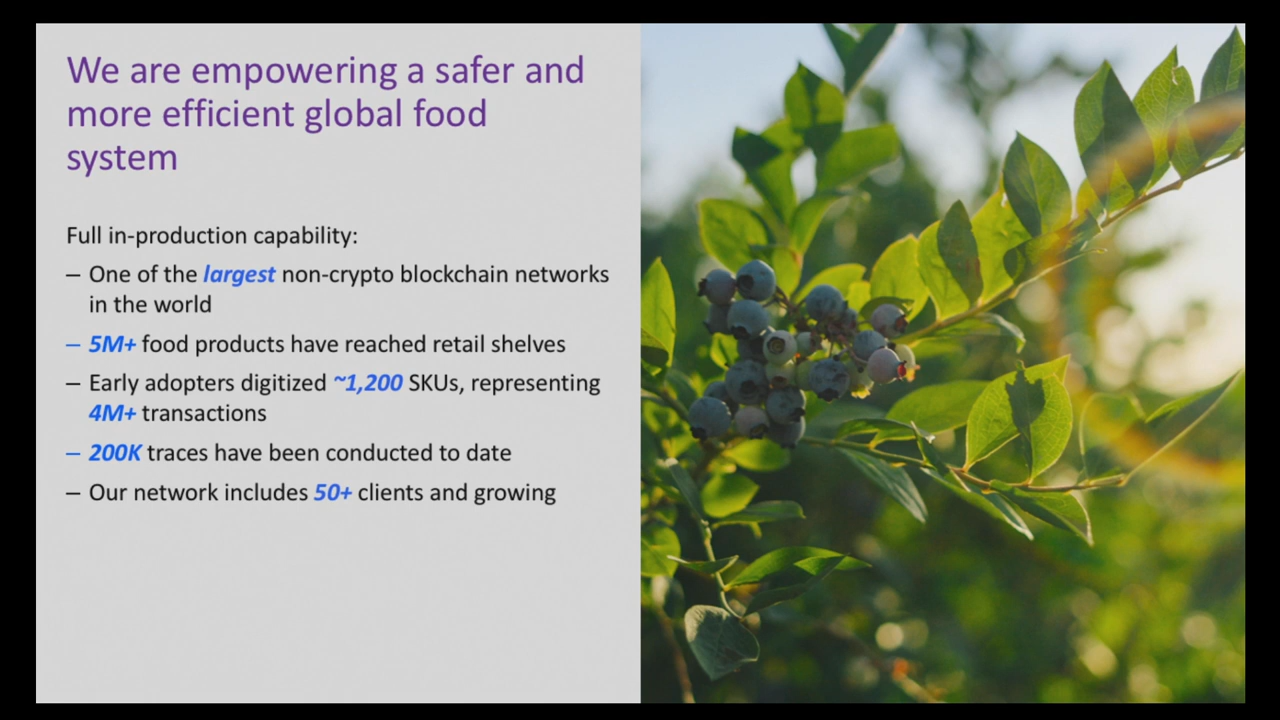 We are empowering a safer and
more efficient global food
system
Full in-production capability:
– One of the largest non-crypto blockchain networks
in the world
– 5M+ food products have reached retail shelves
– Early adopters digitized ~1,200 SKUs, representing
4M+ transactions
– 200K traces have been conducted to date
– Our network includes 50+ clients and growing